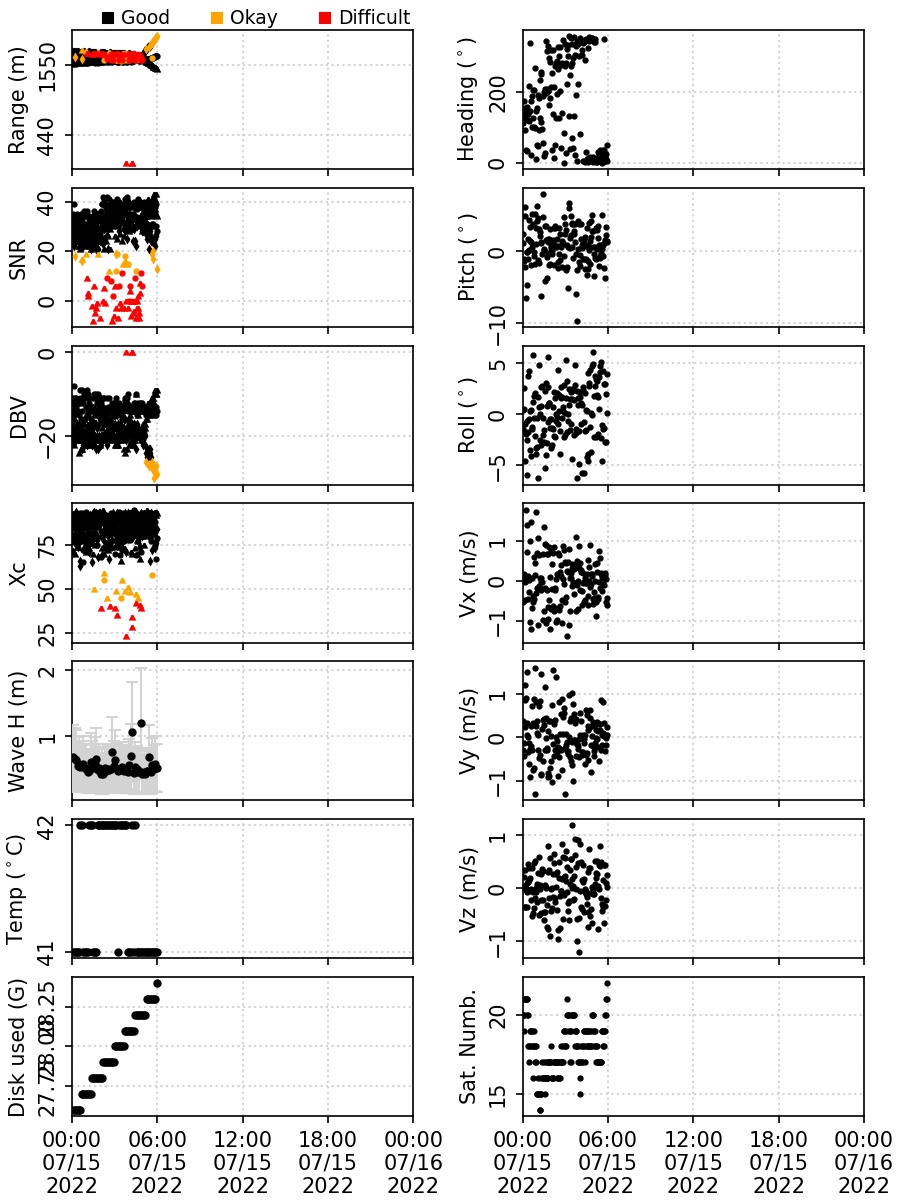 Good Okay Difficult
Range (m)
1550
440
Heading (°)
200
0
SNR
40
20
0
Pitch (°)
0
−10
DBV
0
−20
Roll (°)
5
0
−5
Xc
75
50
25
Vx (m/s)
1
0
−1
Wave H (m)
2
1
Vy (m/s)
1
0
−1
Temp (°C)
42
41
Vz (m/s)
1
0
−1
Disk used (G)
28.25
28.00
27.75
Sat. Numb.
20
15
00:00 06:00 12:00 18:00 00:00 00:00 06:00 12:00 18:00 00:00
07/15 07/15 07/15 07/15 07/16 07/15 07/15 07/15 07/15 07/16
2022 2022 2022 2022 2022 2022 2022 2022 2022 2022